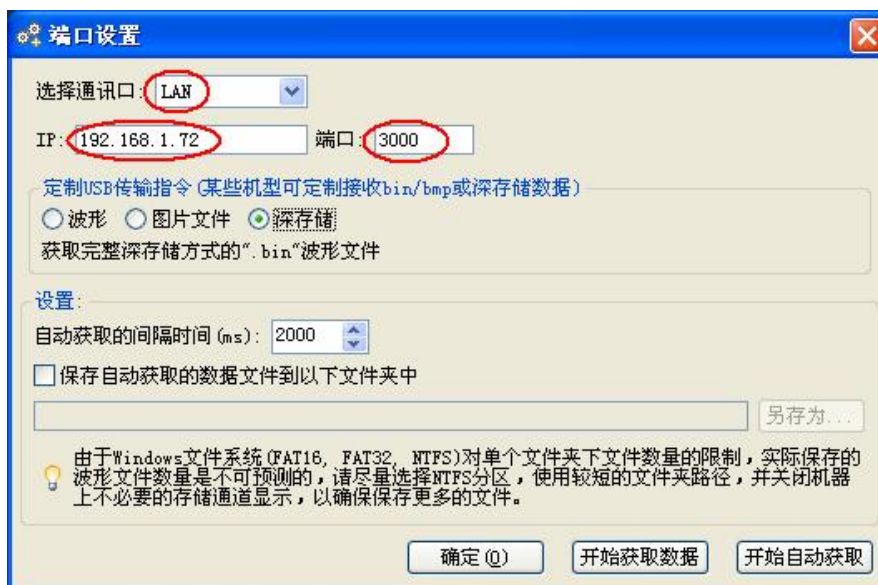 端口设置
选择通讯口: LAN
IP: 192.168.1.72 端口: 3000
定制USB传输指令(某些机型可定制接收bin/bmp或深存储数据)
波形 图片文件 深存储
获取完整深存储方式的".bin"波形文件
设置:
自动获取的间隔时间(ms): 2000
保存自动获取的数据文件到以下文件夹中
另存为...
由于Windows文件系统(FAT16, FAT32, NTFS)对单个文件夹下文件数量的限制，实际保存的
波形文件数量是不可预测的，请尽量选择NTFS分区，使用较短的文件夹路径，并关闭机器
上不必要的存储通道显示，以确保保存更多的文件。
确定(O) 开始获取数据 开始自动获取